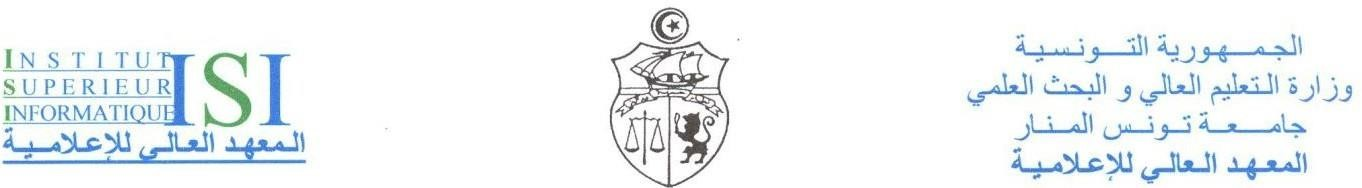 INSTITUT
SUPERIEUR
INFORMATIQUE
ISI
المعهد العالي للإعلامية
الجمهورية التونسية
وزارة التعليم العالي و البحث العلمي
جامعة تونس المنار
المعهد العالي للإعلامية